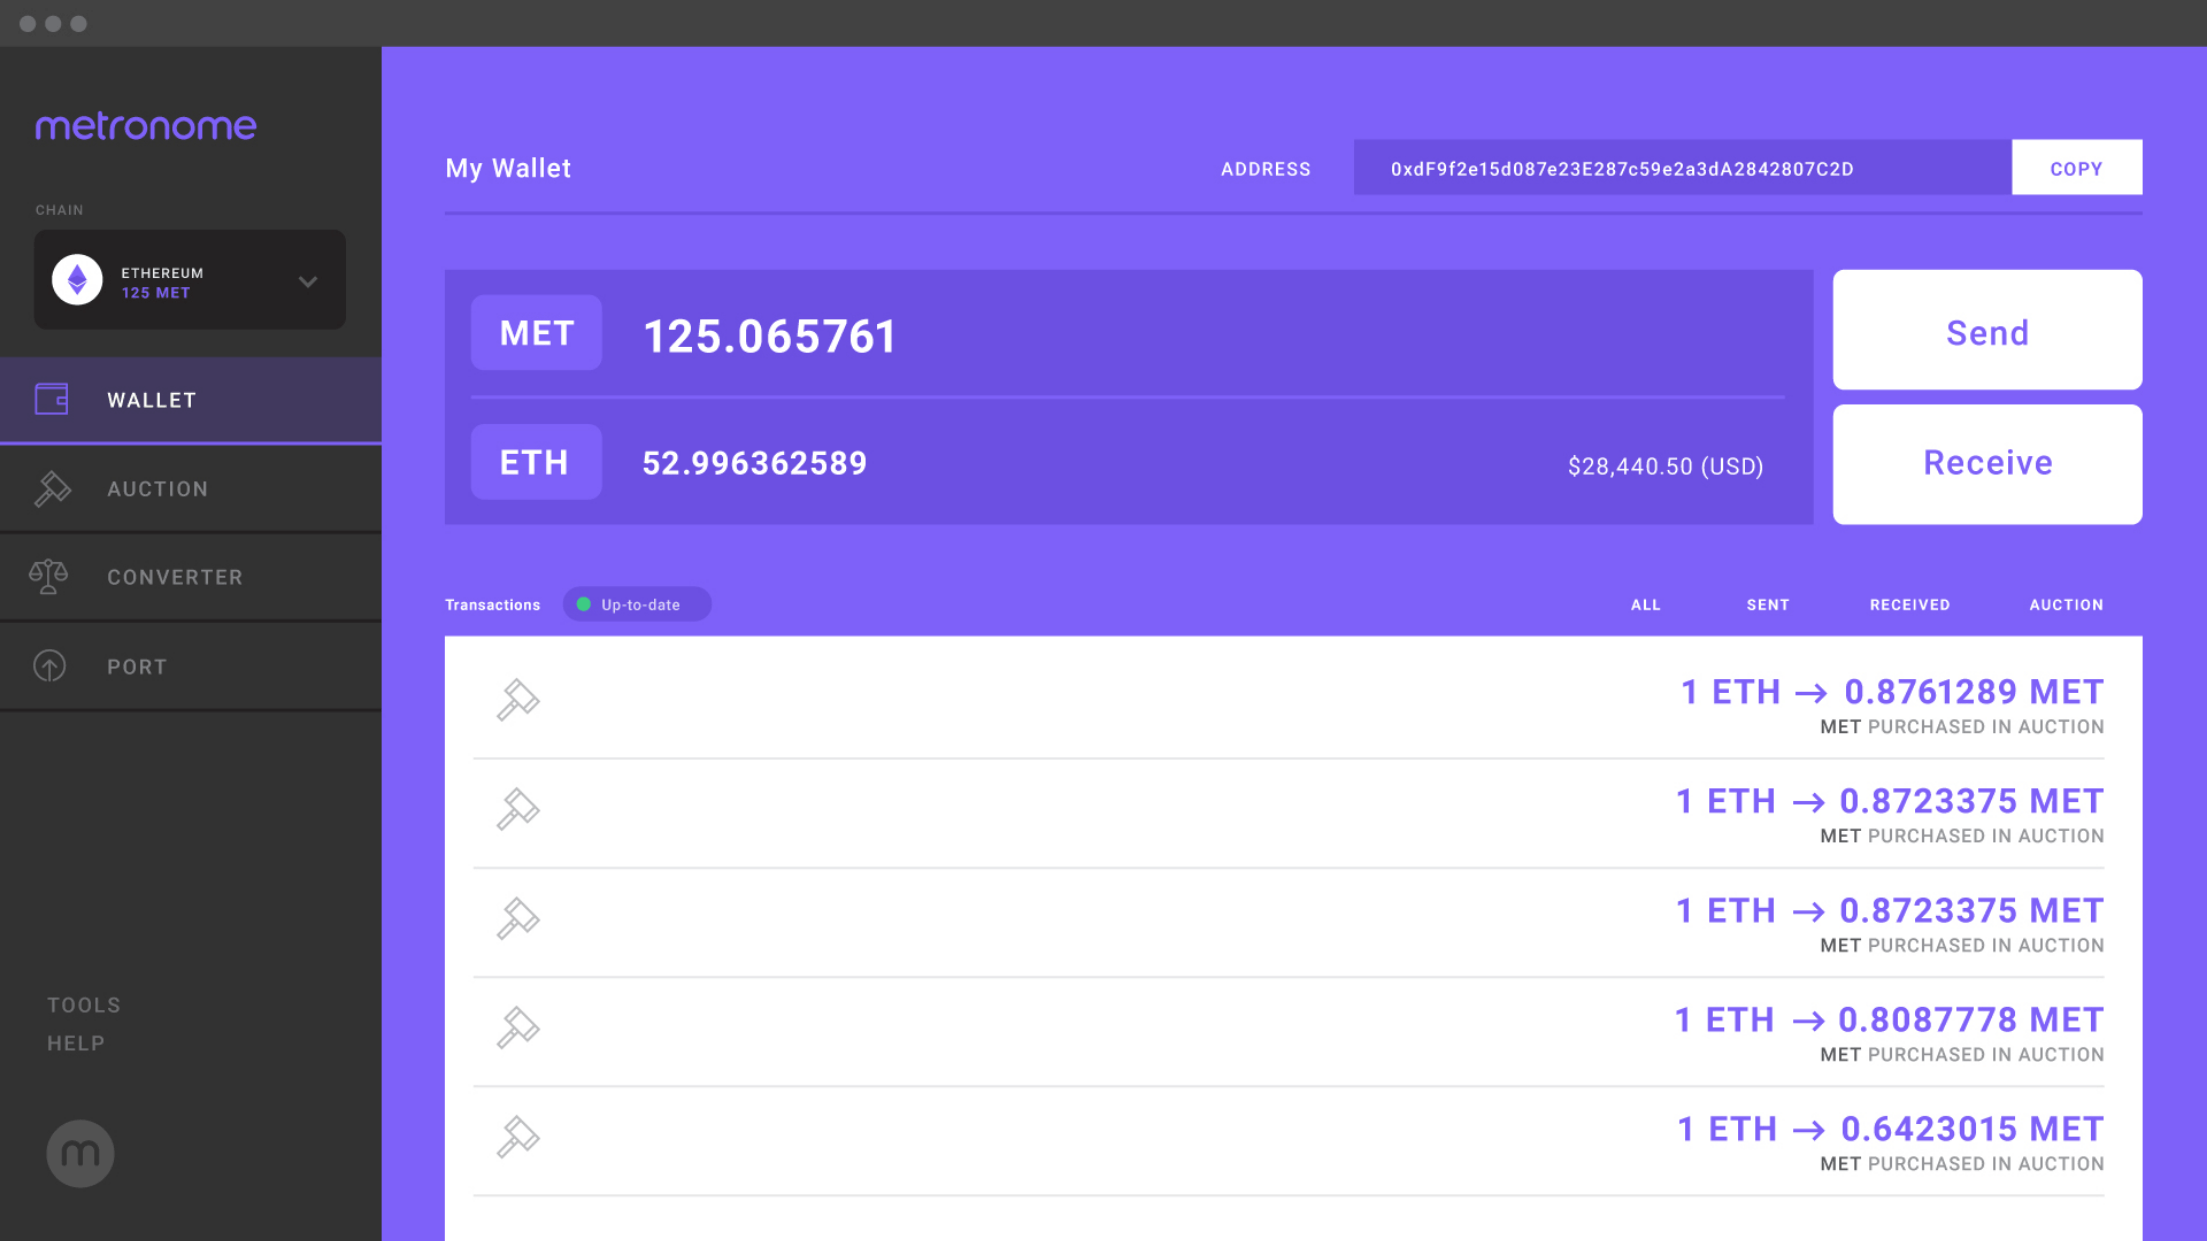 metronome
CHAIN
ETHEREUM
125 MET
WALLET
AUCTION
CONVERTER
PORT
TOOLS
HELP
m
My Wallet
ADDRESS
0xdF9f2e15d087e23E287c59e2a3dA2842807C2D
COPY
MET
125.065761
ETH
52.996362589
$28,440.50 (USD)
Send
Receive
Transactions
Up-to-date
ALL
SENT
RECEIVED
AUCTION
1 ETH → 0.8761289 MET
MET PURCHASED IN AUCTION
1 ETH → 0.8723375 MET
MET PURCHASED IN AUCTION
1 ETH → 0.8723375 MET
MET PURCHASED IN AUCTION
1 ETH → 0.8087778 MET
MET PURCHASED IN AUCTION
1 ETH → 0.6423015 MET
MET PURCHASED IN AUCTION